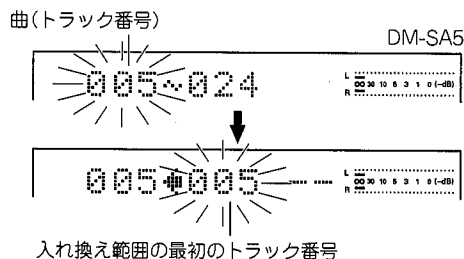 曲(トラック番号)
DM-SA5
005~024
L
∞ 30 10 5 3 1 0 (-dB)
R
005 005
L
∞ 30 10 5 3 1 0 (-dB)
R
入れ換え範囲の最初のトラック番号